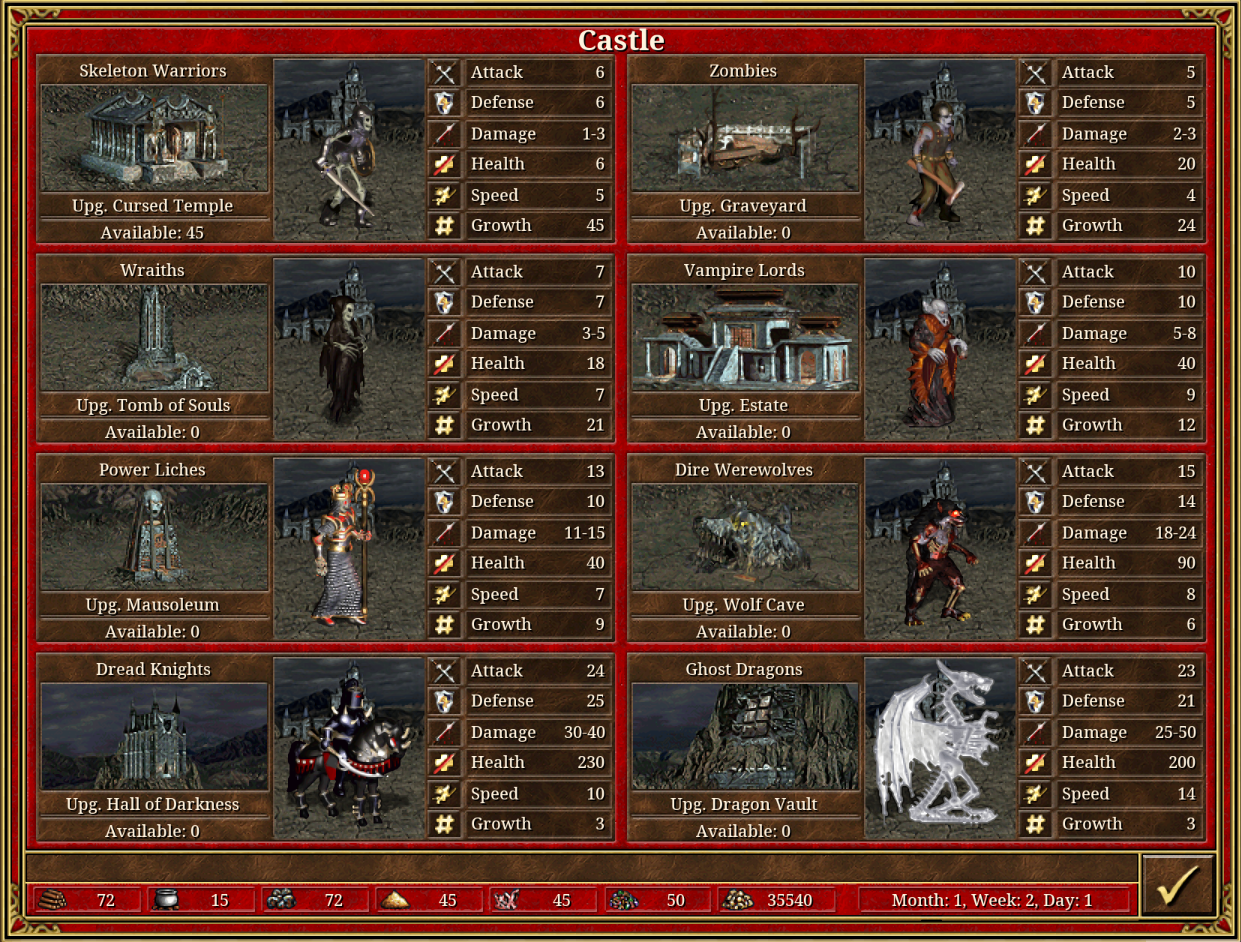 Castle
Skeleton Warriors
Upg. Cursed Temple
Available: 45
Attack 6
Defense 6
Damage 1-3
Health 6
Speed 5
Growth 45
Zombies
Upg. Graveyard
Available: 0
Attack 5
Defense 5
Damage 2-3
Health 20
Speed 4
Growth 24
Wraiths
Upg. Tomb of Souls
Available: 0
Attack 7
Defense 7
Damage 3-5
Health 18
Speed 7
Growth 21
Vampire Lords
Upg. Estate
Available: 0
Attack 10
Defense 10
Damage 5-8
Health 40
Speed 9
Growth 12
Power Liches
Upg. Mausoleum
Available: 0
Attack 13
Defense 10
Damage 11-15
Health 40
Speed 7
Growth 9
Dire Werewolves
Upg. Wolf Cave
Available: 0
Attack 15
Defense 14
Damage 18-24
Health 90
Speed 8
Growth 6
Dread Knights
Upg. Hall of Darkness
Available: 0
Attack 24
Defense 25
Damage 30-40
Health 230
Speed 10
Growth 3
Ghost Dragons
Upg. Dragon Vault
Available: 0
Attack 23
Defense 21
Damage 25-50
Health 200
Speed 14
Growth 3
72 15 72 45 45 50 35540 Month: 1, Week: 2, Day: 1